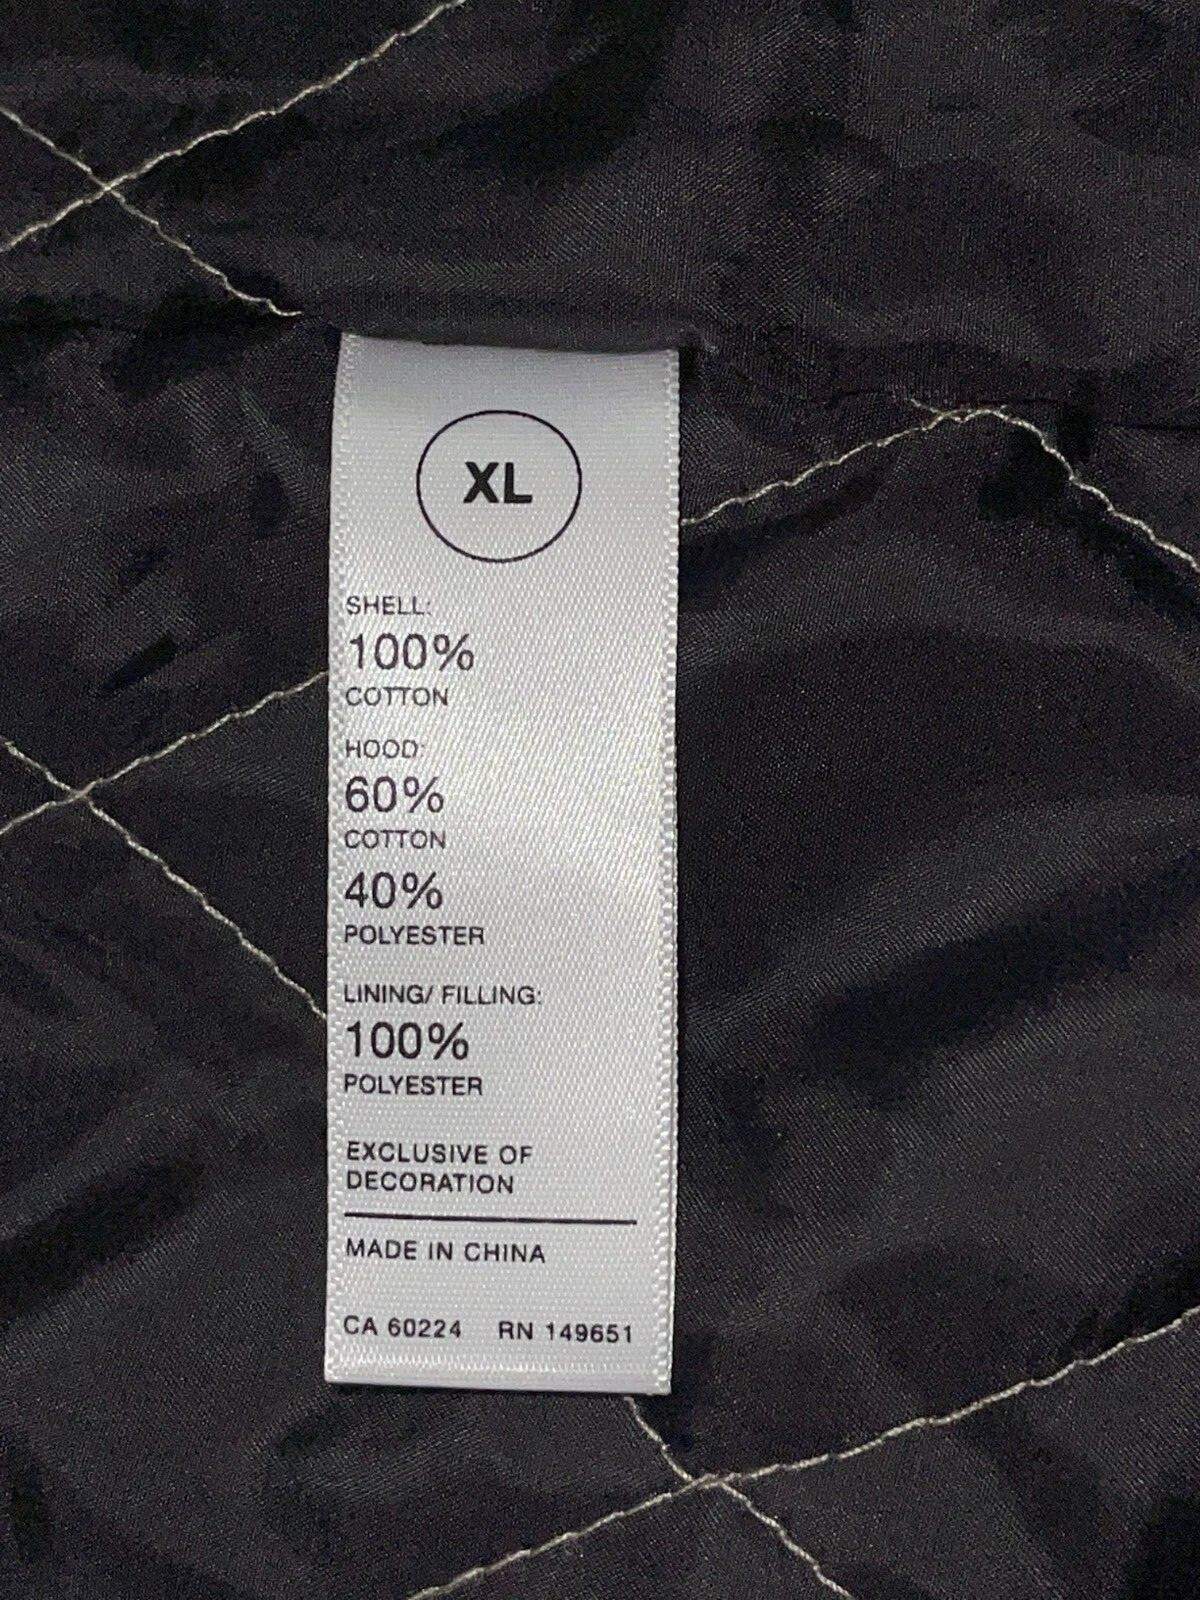 XL
SHELL:
100%
COTTON
HOOD:
60%
COTTON
40%
POLYESTER
LINING/ FILLING:
100%
POLYESTER
EXCLUSIVE OF
DECORATION
MADE IN CHINA
CA 60224 RN 149651